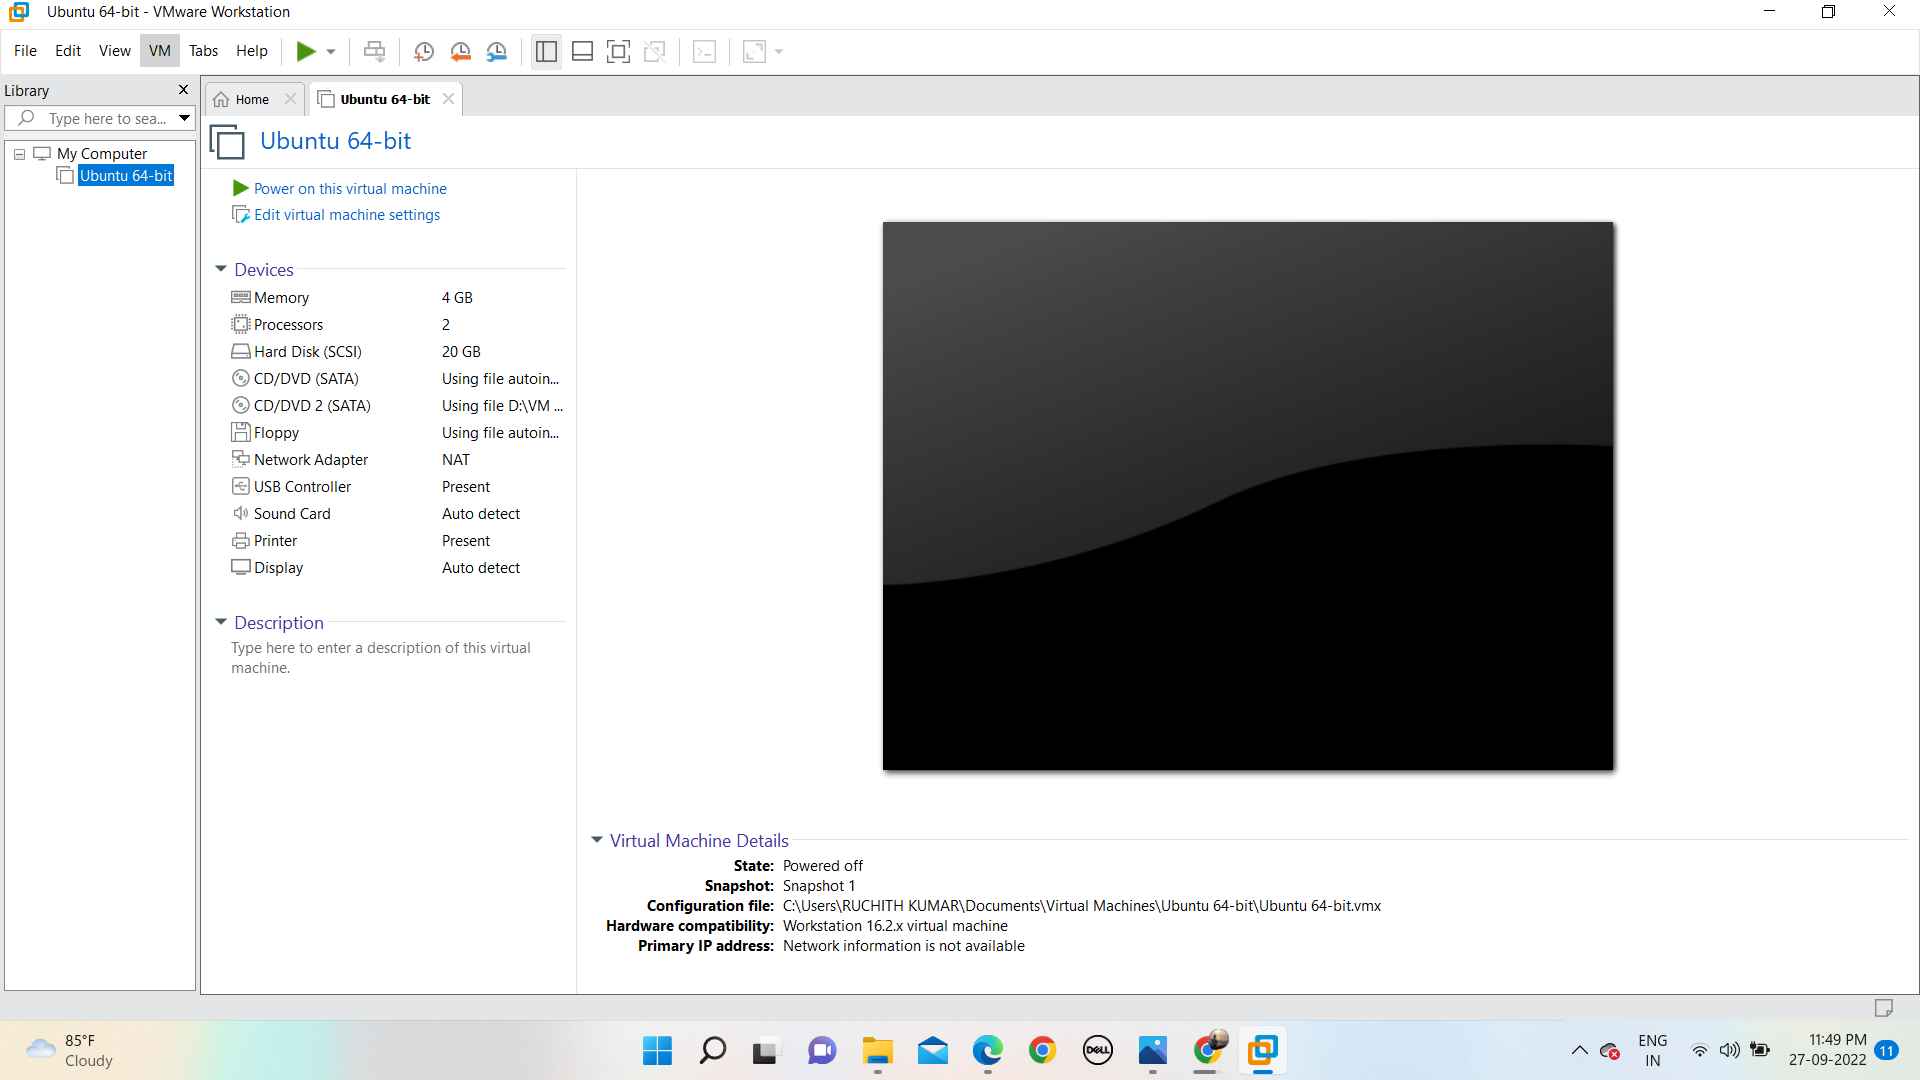 Ubuntu 64-bit - VMware Workstation
File Edit View VM Tabs Help
Library
Type here to sea...
My Computer
Ubuntu 64-bit
Home
Ubuntu 64-bit
Ubuntu 64-bit
Power on this virtual machine
Edit virtual machine settings
Devices
Memory 4 GB
Processors 2
Hard Disk (SCSI) 20 GB
CD/DVD (SATA) Using file autoin...
CD/DVD 2 (SATA) Using file D:\VM ...
Floppy Using file autoin...
Network Adapter NAT
USB Controller Present
Sound Card Auto detect
Printer Present
Display Auto detect
Description
Type here to enter a description of this virtual
machine.
Virtual Machine Details
State: Powered off
Snapshot: Snapshot 1
Configuration file: C:\Users\RUCHITH KUMAR\Documents\Virtual Machines\Ubuntu 64-bit\Ubuntu 64-bit.vmx
Hardware compatibility: Workstation 16.2.x virtual machine
Primary IP address: Network information is not available
85°F
Cloudy
DELL
ENG
IN
11:49 PM
27-09-2022
11